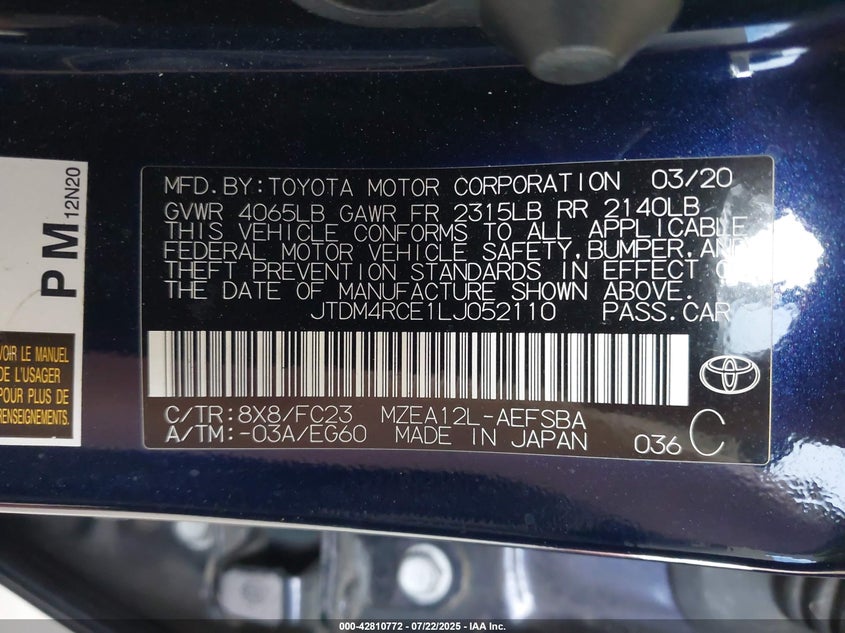 PM 12N20
VOIR LE MANUEL
DE L'USAGER
POUR PLUS DE
RENSEIGNEMENTS.
MFD.BY:TOYOTA MOTOR CORPORATION 03/20
GVWR 4065LB GAWR FR 2315LB RR 2140LB
THIS VEHICLE CONFORMS TO ALL APPLICABLE
FEDERAL MOTOR VEHICLE SAFETY,BUMPER,AND
THEFT PREVENTION STANDARDS IN EFFECT
THE DATE OF MANUFACTURE SHOWN ABOVE.
JTDM4RCE1LJ052110 PASS.CAR
C/TR:8X8/FC23 MZEA12L-AEFSBA
A/TM:-03A/EG60 MADE IN JAPAN 036 C
000-42810772 - 07/22/2025 - IAA Inc.